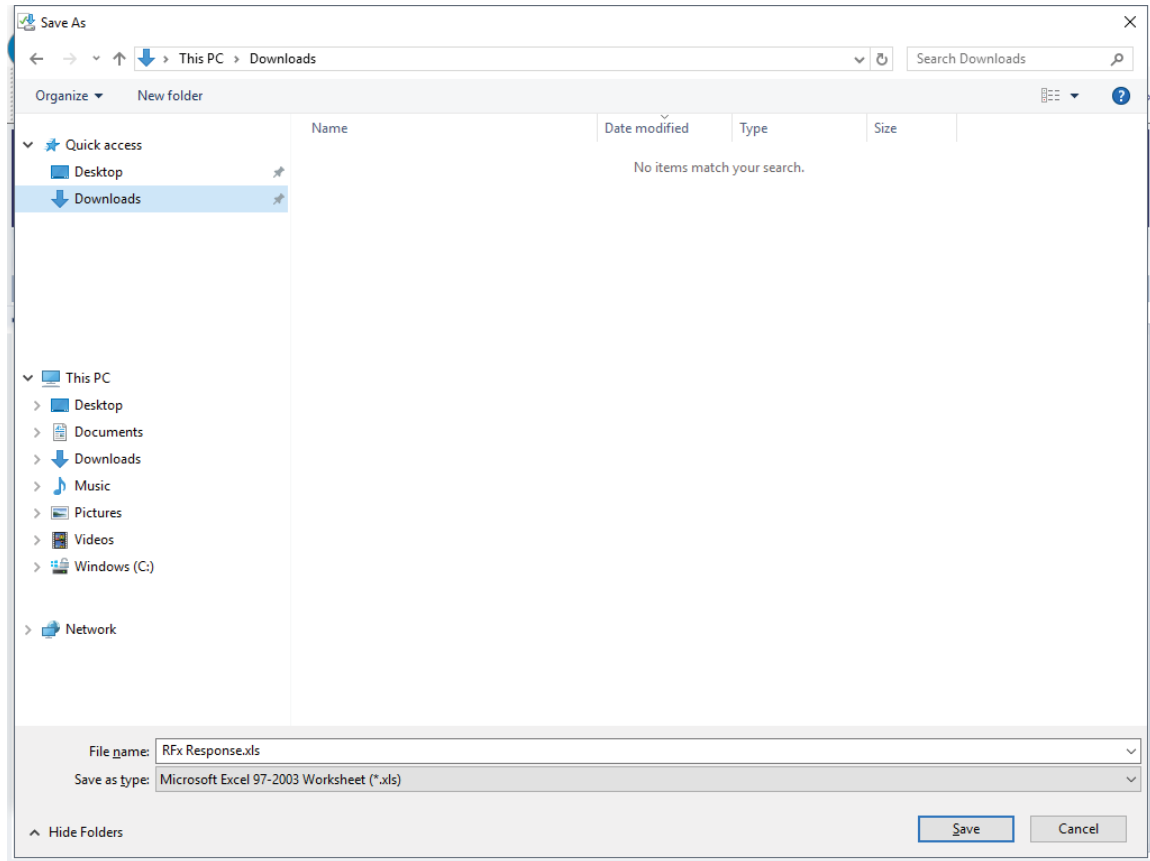 Save As
This PC > Downloads
Search Downloads
Organize
New folder
Name
Date modified
Type
Size
No items match your search.
Quick access
Desktop
Downloads
This PC
Desktop
Documents
Downloads
Music
Pictures
Videos
Windows (C:)
Network
File name: RFx Response.xls
Save as type: Microsoft Excel 97-2003 Worksheet (*.xls)
Hide Folders
Save
Cancel